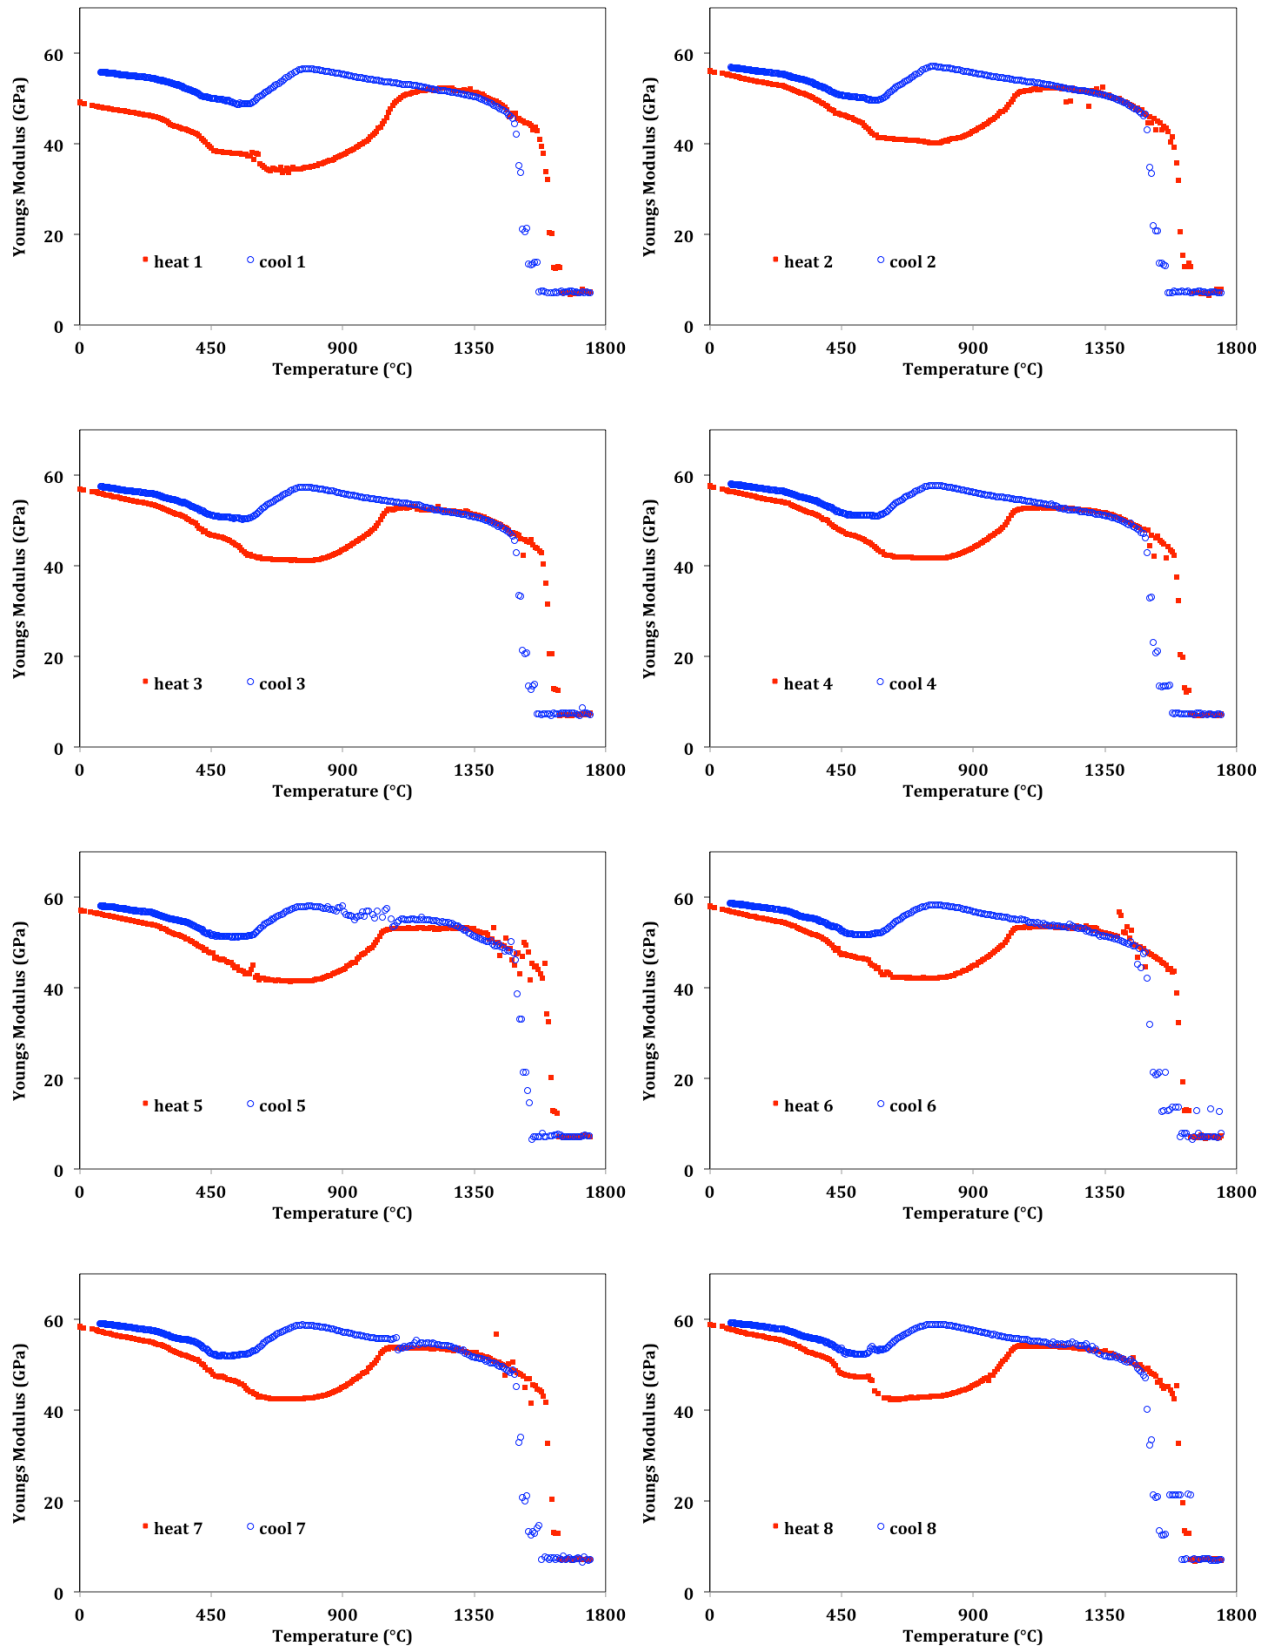 60
40
20
0
Youngs Modulus (GPa)
heat 1
cool 1
0 450 900 1350 1800
Temperature (°C)
60
40
20
0
Youngs Modulus (GPa)
heat 2
cool 2
0 450 900 1350 1800
Temperature (°C)
60
40
20
0
Youngs Modulus (GPa)
heat 3
cool 3
0 450 900 1350 1800
Temperature (°C)
60
40
20
0
Youngs Modulus (GPa)
heat 4
cool 4
0 450 900 1350 1800
Temperature (°C)
60
40
20
0
Youngs Modulus (GPa)
heat 5
cool 5
0 450 900 1350 1800
Temperature (°C)
60
40
20
0
Youngs Modulus (GPa)
heat 6
cool 6
0 450 900 1350 1800
Temperature (°C)
60
40
20
0
Youngs Modulus (GPa)
heat 7
cool 7
0 450 900 1350 1800
Temperature (°C)
60
40
20
0
Youngs Modulus (GPa)
heat 8
cool 8
0 450 900 1350 1800
Temperature (°C)